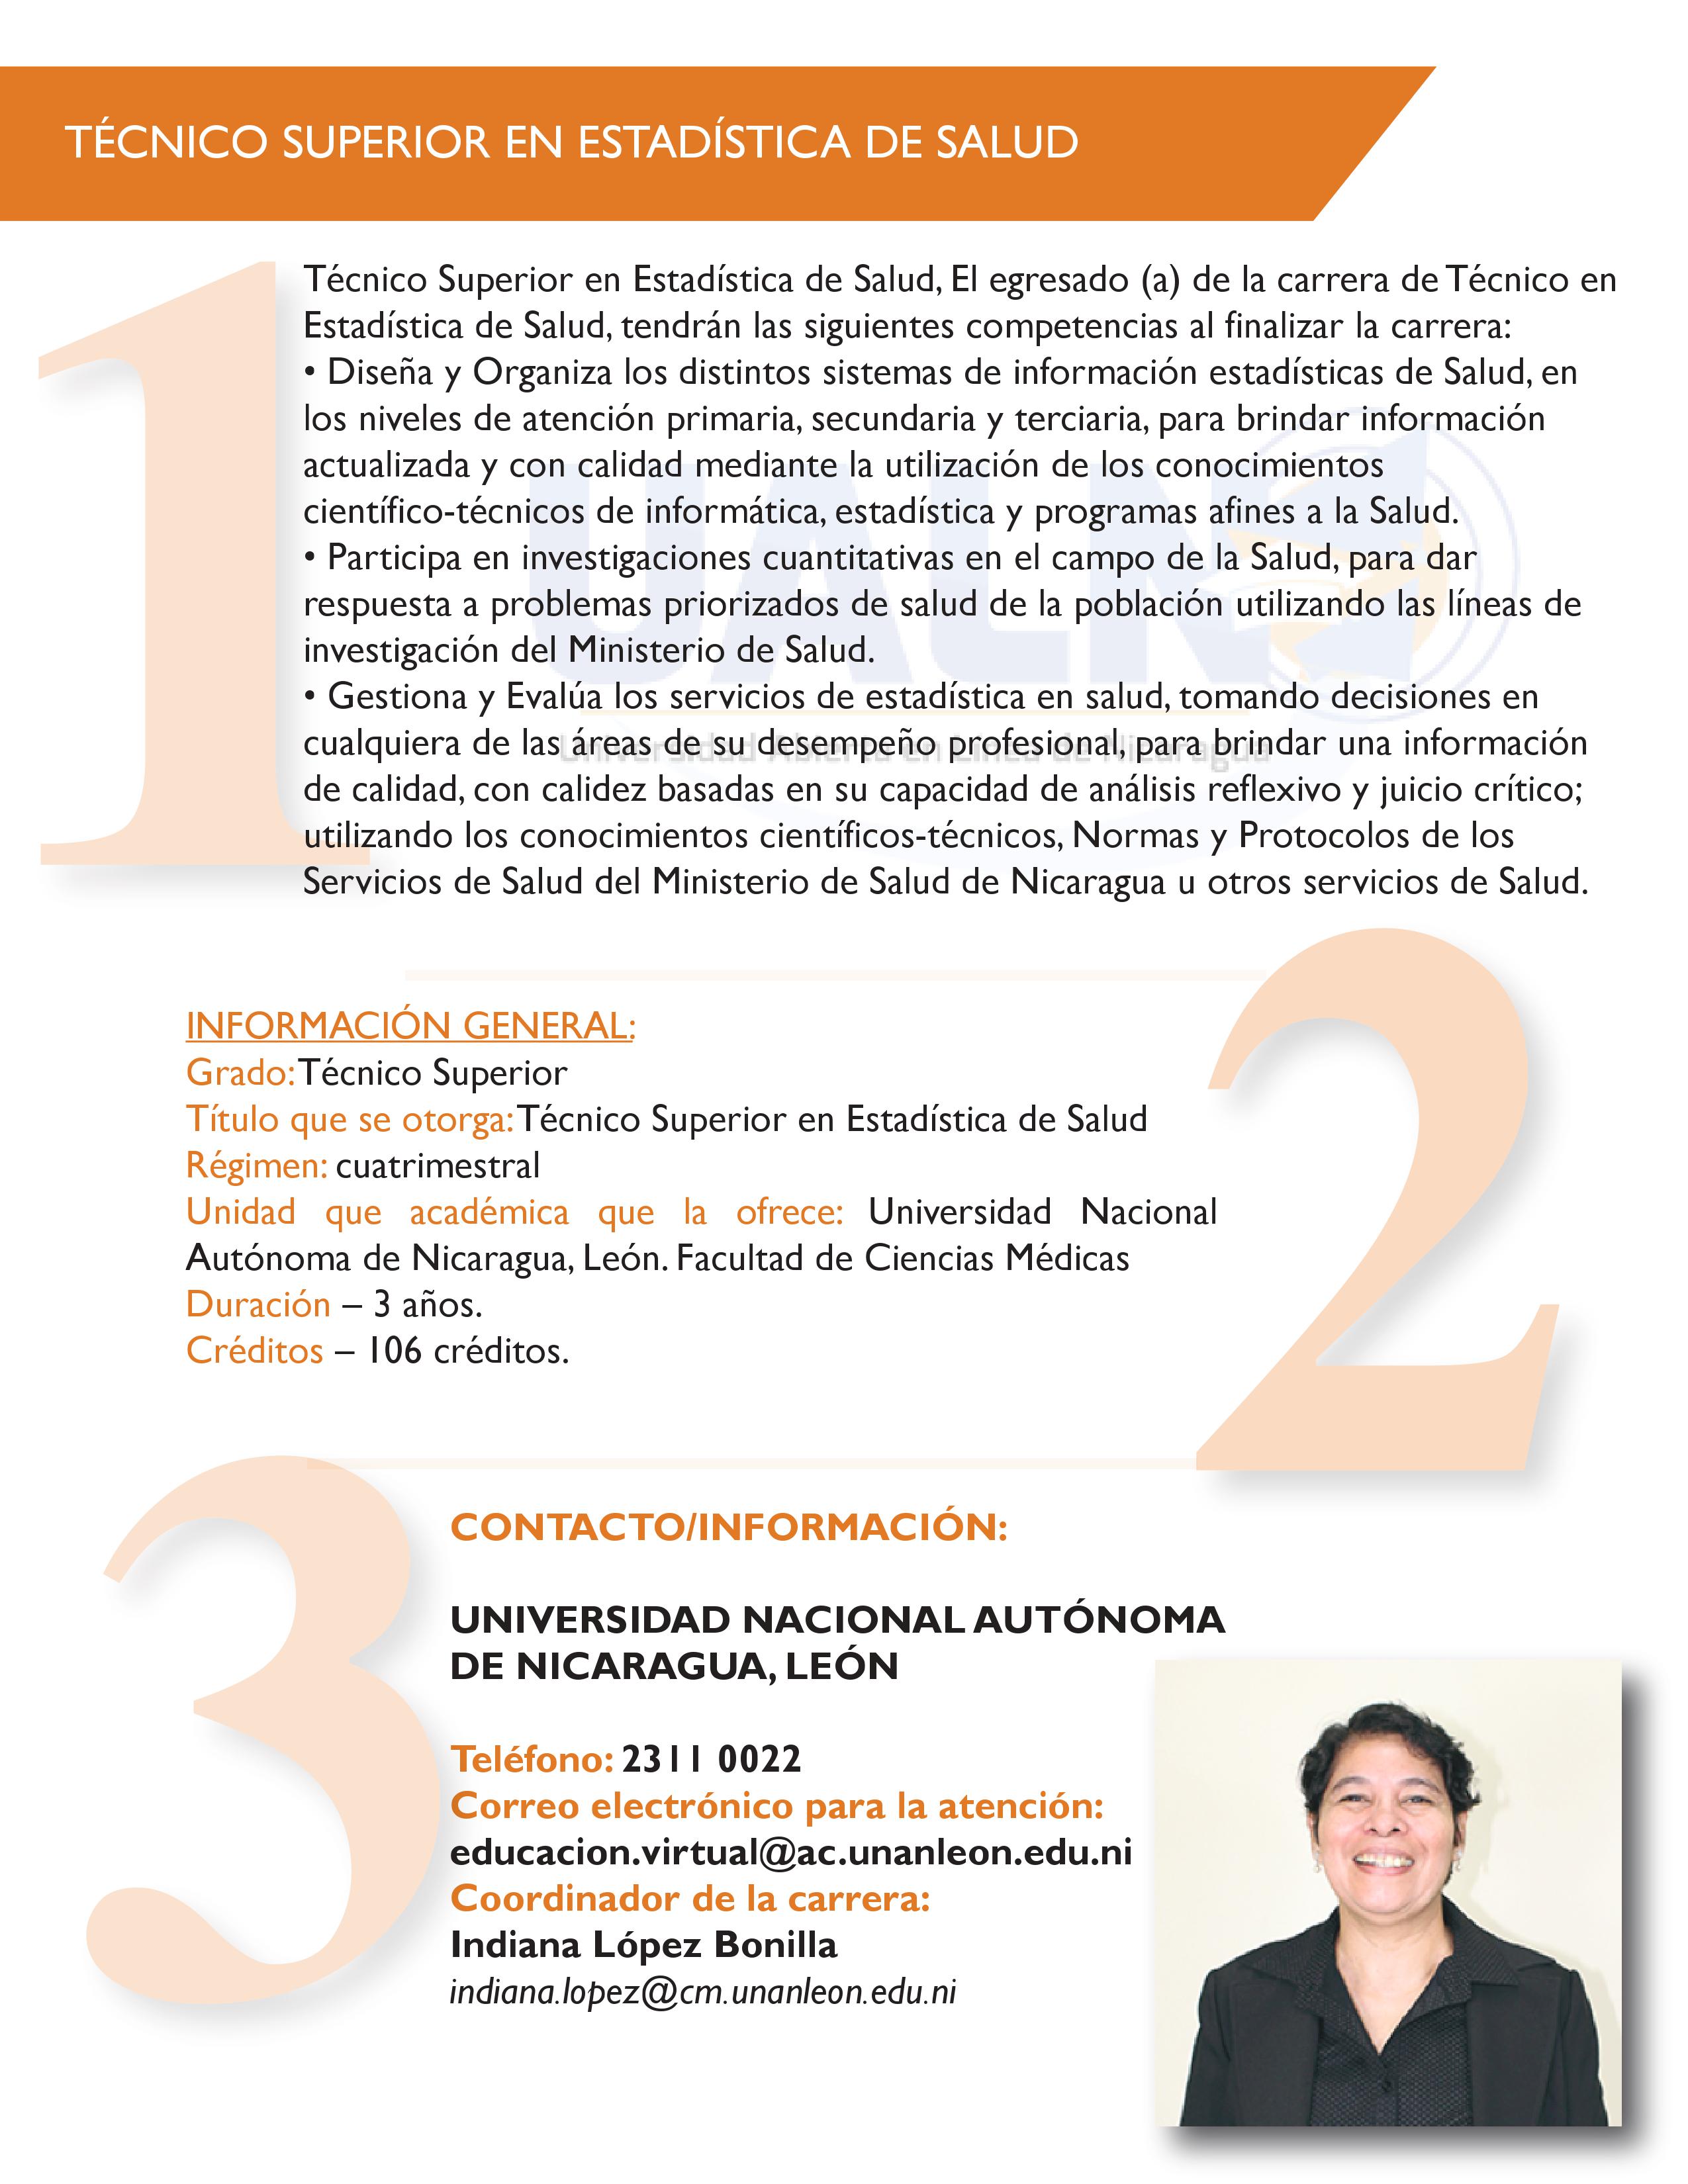 TÉCNICO SUPERIOR EN ESTADÍSTICA DE SALUD
1
Técnico Superior en Estadística de Salud, El egresado (a) de la carrera de Técnico en
Estadística de Salud, tendrán las siguientes competencias al finalizar la carrera:
• Diseña y Organiza los distintos sistemas de información estadísticas de Salud, en
los niveles de atención primaria, secundaria y terciaria, para brindar información
actualizada y con calidad mediante la utilización de los conocimientos
científico-técnicos de informática, estadística y programas afines a la Salud.
• Participa en investigaciones cuantitativas en el campo de la Salud, para dar
respuesta a problemas priorizados de salud de la población utilizando las líneas de
investigación del Ministerio de Salud.
• Gestiona y Evalúa los servicios de estadística en salud, tomando decisiones en
cualquiera de las áreas de su desempeño profesional, para brindar una información
de calidad, con calidez basadas en su capacidad de análisis reflexivo y juicio crítico;
utilizando los conocimientos científicos-técnicos, Normas y Protocolos de los
Servicios de Salud del Ministerio de Salud de Nicaragua u otros servicios de Salud.
UALN
Universidad Abierta en Línea de Nicaragua
2
INFORMACIÓN GENERAL:
Grado: Técnico Superior
Título que se otorga: Técnico Superior en Estadística de Salud
Régimen: cuatrimestral
Unidad que académica que la ofrece: Universidad Nacional
Autónoma de Nicaragua, León. Facultad de Ciencias Médicas
Duración – 3 años.
Créditos – 106 créditos.
3
CONTACTO/INFORMACIÓN:
UNIVERSIDAD NACIONAL AUTÓNOMA
DE NICARAGUA, LEÓN
Teléfono: 2311 0022
Correo electrónico para la atención:
educacion.virtual@ac.unanleon.edu.ni
Coordinador de la carrera:
Indiana López Bonilla
indiana.lopez@cm.unanleon.edu.ni